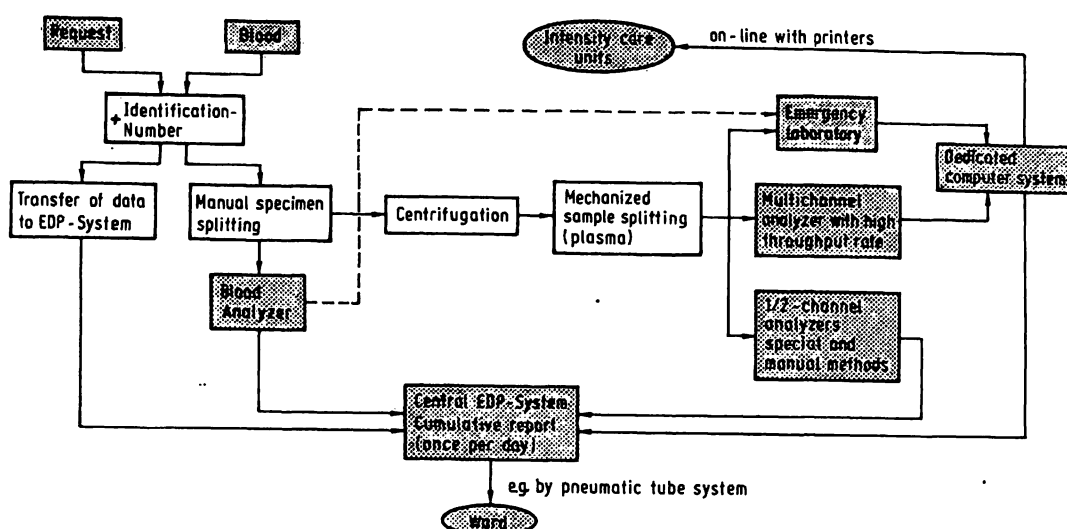 Request
Blood
Intensity care
units
on-line with printers
+ Identification-
Number
Emergency
Laboratory
Dedicated
computer system
Transfer of data
to EDP-System
Manual specimen
splitting
Centrifugation
Mechanized
sample splitting
(plasma)
Multichannel
analyzer with high
throughput rate
Blood
Analyzer
1/2-channel
analyzers
special and
manual methods
Central EDP-System
Cumulative report
(once per day)
e.g. by pneumatic tube system
Ward